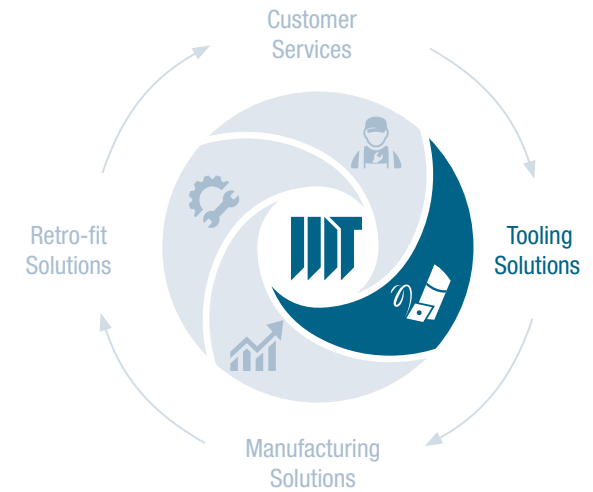 Customer
Services
Tooling
Solutions
Manufacturing
Solutions
Retro-fit
Solutions